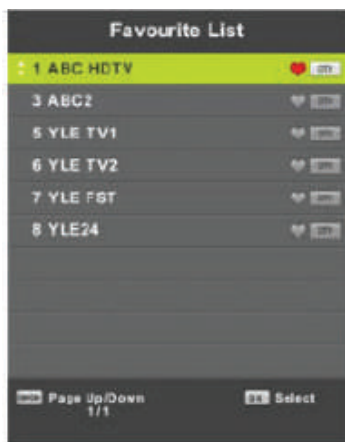 Favourite List
1 ABC HDTV
3 ABC2
5 YLE TV1
6 YLE TV2
7 YLE FST
8 YLE24
Page Up/Down
1/1
OK Select